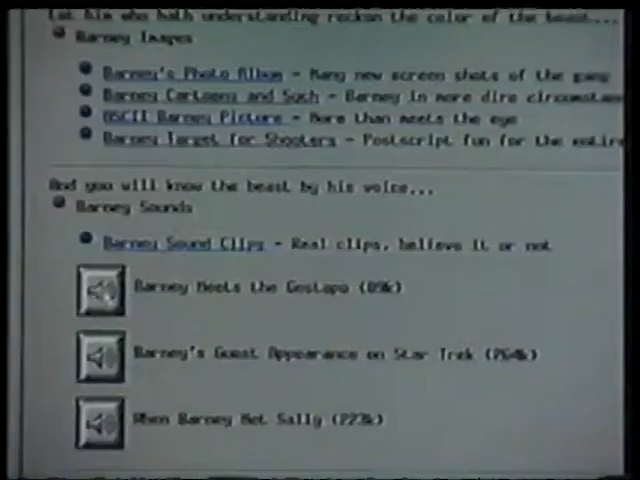 Let him who hath understanding reckon the color of the beast...
Barney Images
Barney's Photo Album - Many new screen shots of the gang
Barney Cartoons and Such - Barney in more dire circumstan
ASCII Barney Picture - More than meets the eye
Barney Target for Shooters - Postscript fun for the entire
And you will know the beast by his voice...
Barney Sounds
Barney Sound Clips - Real clips, believe it or not
Barney Meets the Gestapo (89k)
Barney's Guest Appearance on Star Trek (264k)
When Barney Met Sally (223k)